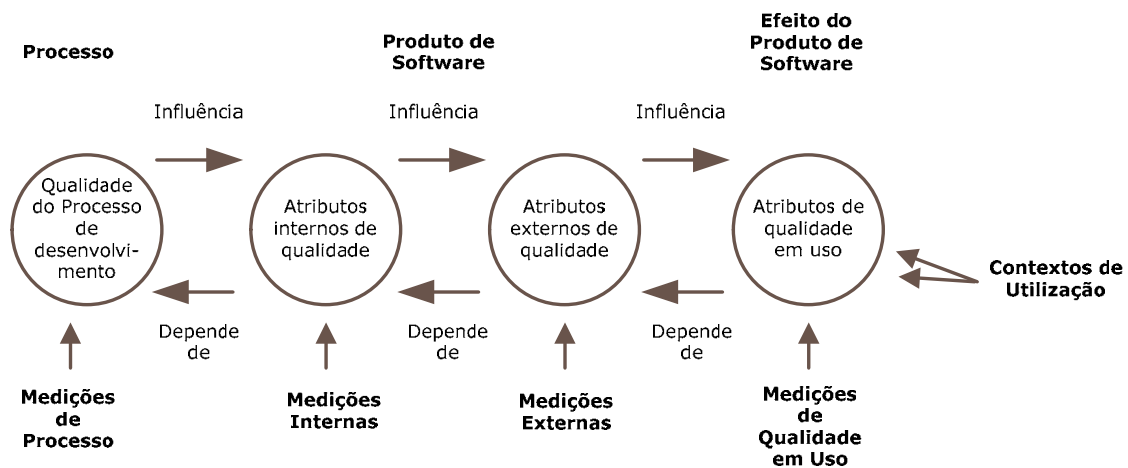 Processo
Produto de
Software
Efeito do
Produto de
Software
Influência
Influência
Influência
Qualidade
do Processo
de
desenvolvi-
mento
Atributos
internos de
qualidade
Atributos
externos de
qualidade
Atributos de
qualidade
em uso
Contextos de
Utilização
Depende
de
Depende
de
Depende
de
Medições
de
Processo
Medições
Internas
Medições
Externas
Medições
de
Qualidade
em Uso